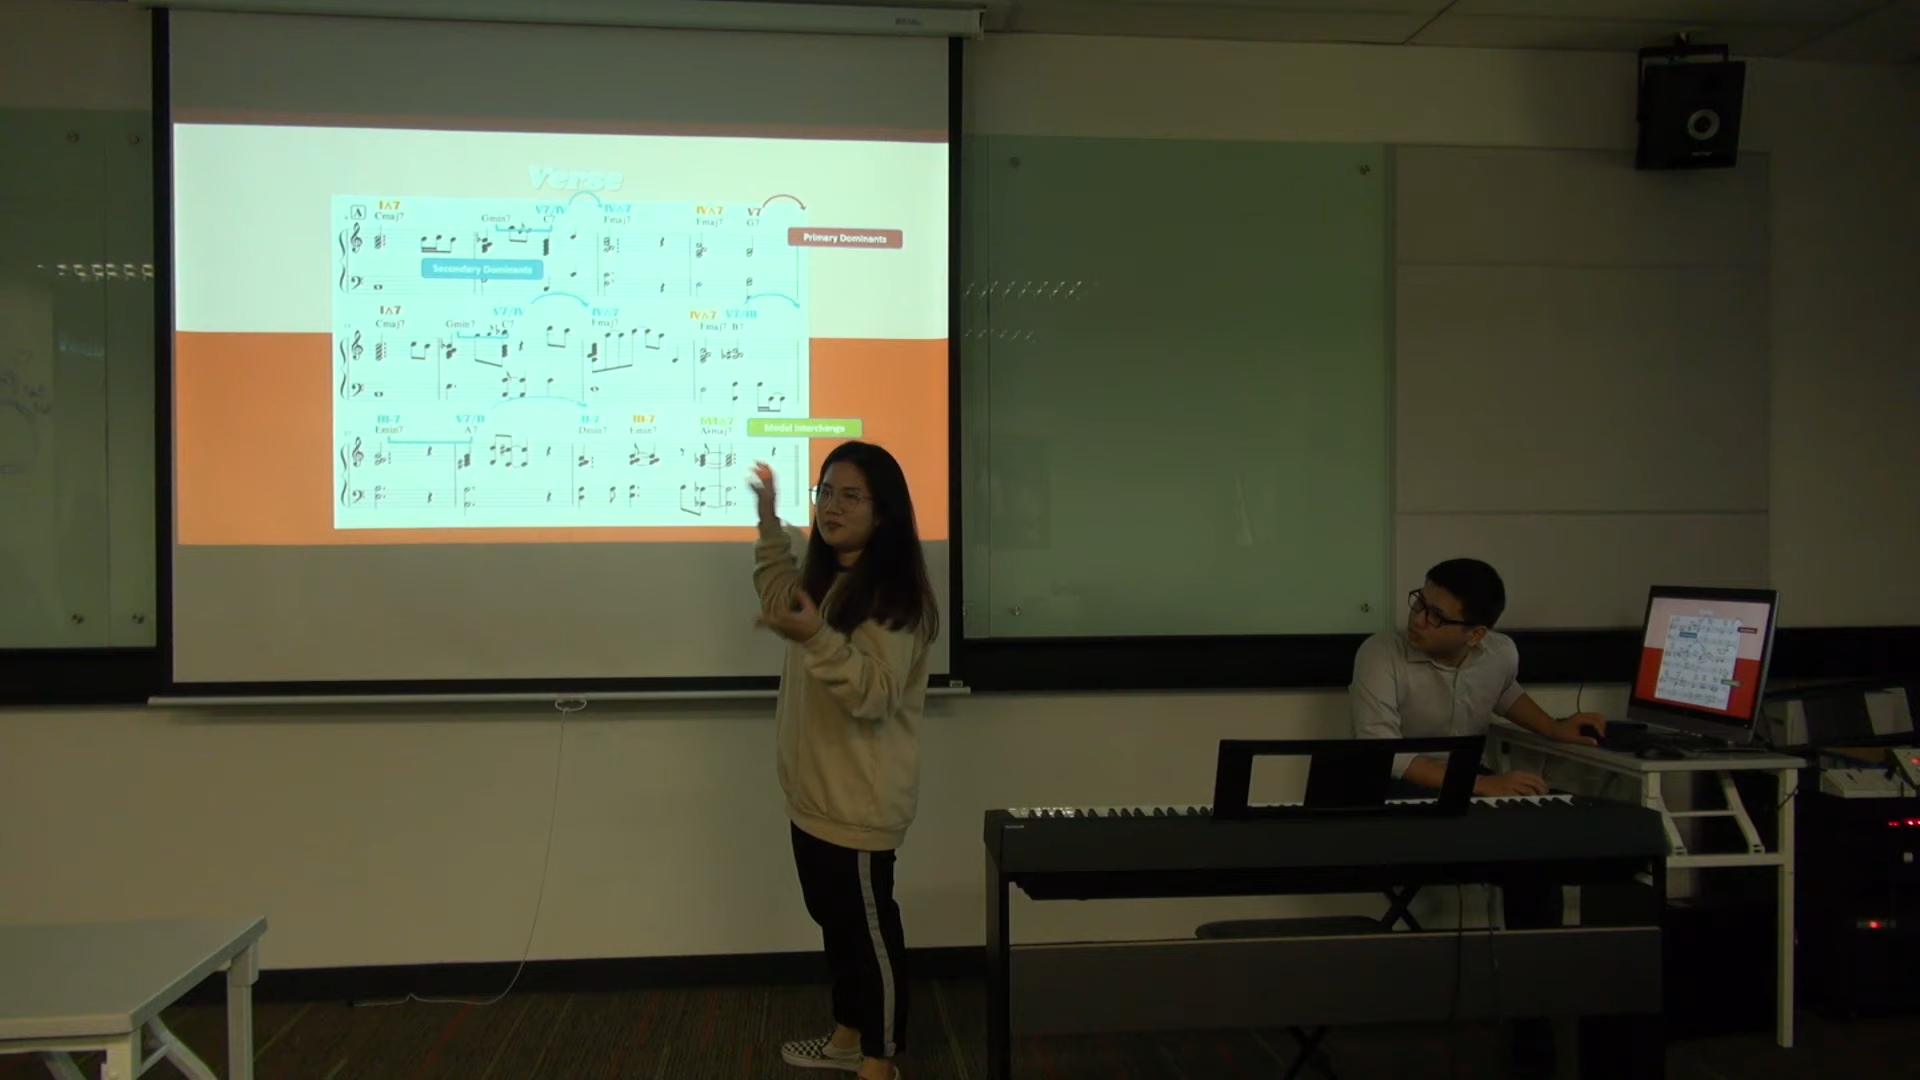 Verse
A IΔ7 V7/IV IVΔ7 IVΔ7 V7
Cmaj7 Gmin7 C7 Fmaj7 Fmaj7 G7
Primary Dominants
Secondary Dominants
IΔ7 V7/IV IVΔ7 IVΔ7 V7/III
Cmaj7 Gmin7 C7 Fmaj7 Fmaj7 B7
III-7 V7/II II-7 III-7
Emin7 A7 Dmin7 Emin7 A♭maj7
Modal Interchange